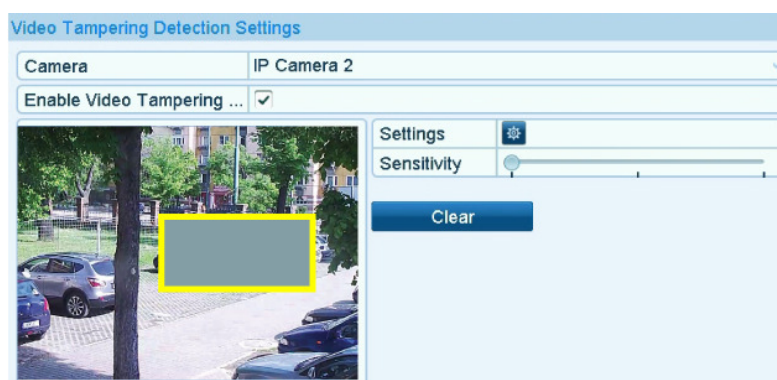 Video Tampering Detection Settings
Camera IP Camera 2
Enable Video Tampering ...
Settings
Sensitivity
Clear